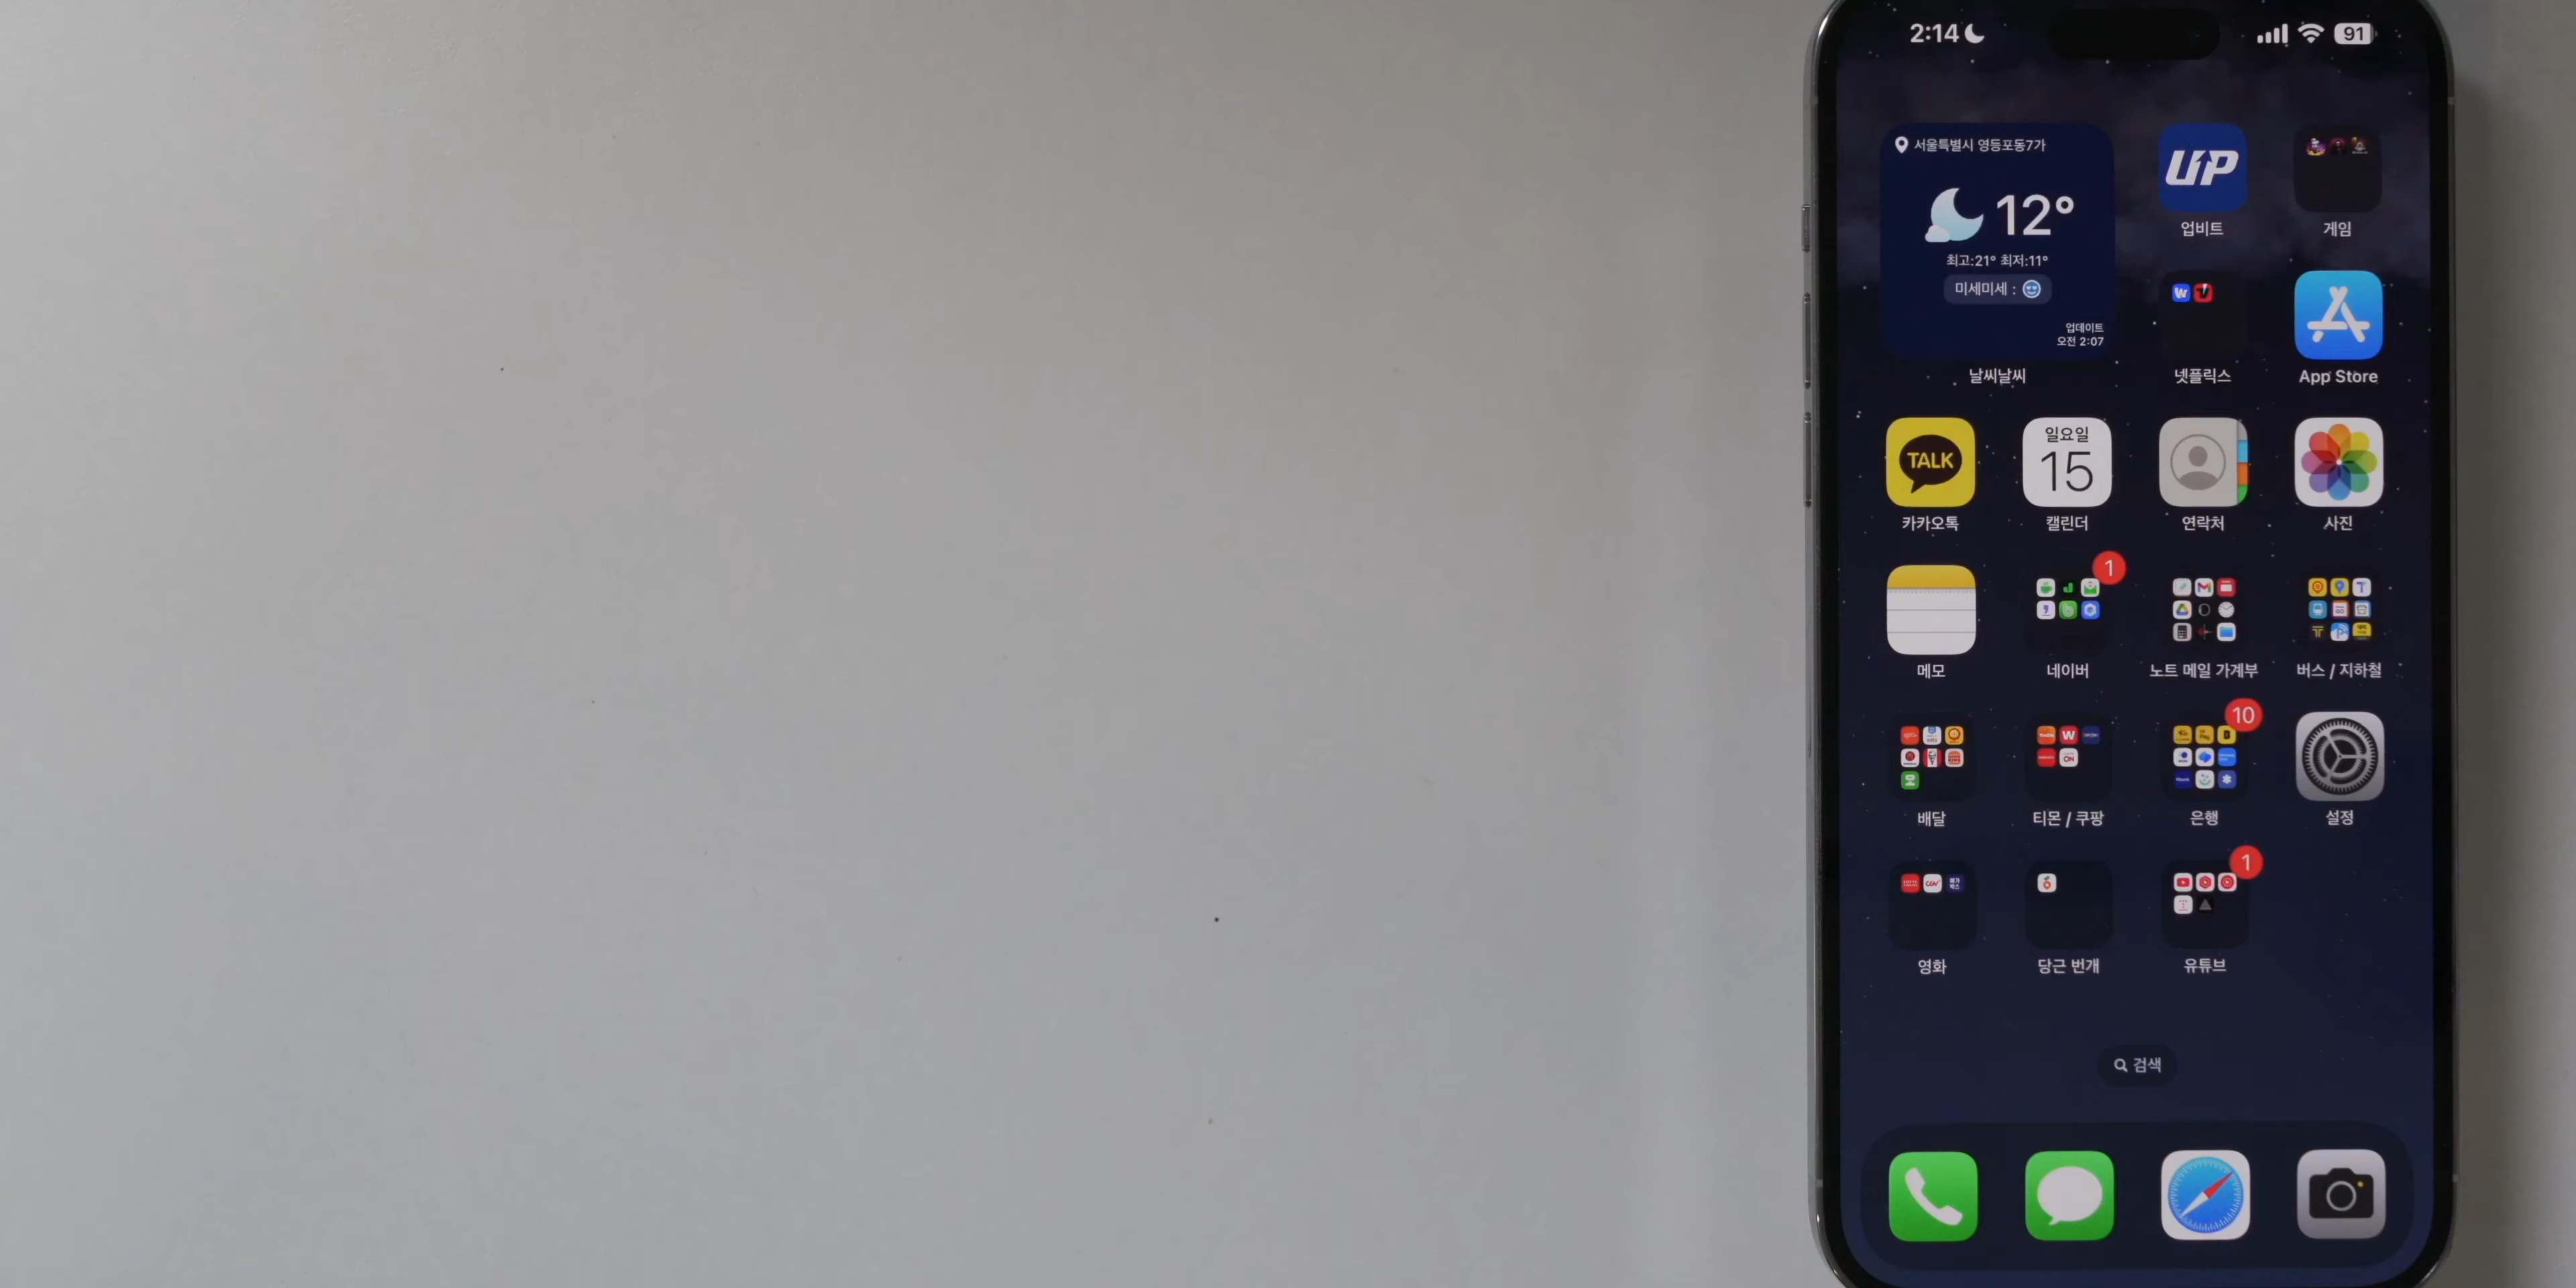 2:14
91
서울특별시 영등포동7가
12°
최고:21° 최저:11°
미세미세 :
업데이트
오전 2:07
날씨날씨
UP
업비트
게임
넷플릭스
App Store
TALK
카카오톡
일요일
15
캘린더
연락처
사진
메모
1
네이버
노트 메일 가계부
버스 / 지하철
배달
티몬 / 쿠팡
10
은행
설정
영화
당근 번개
1
유튜브
검색